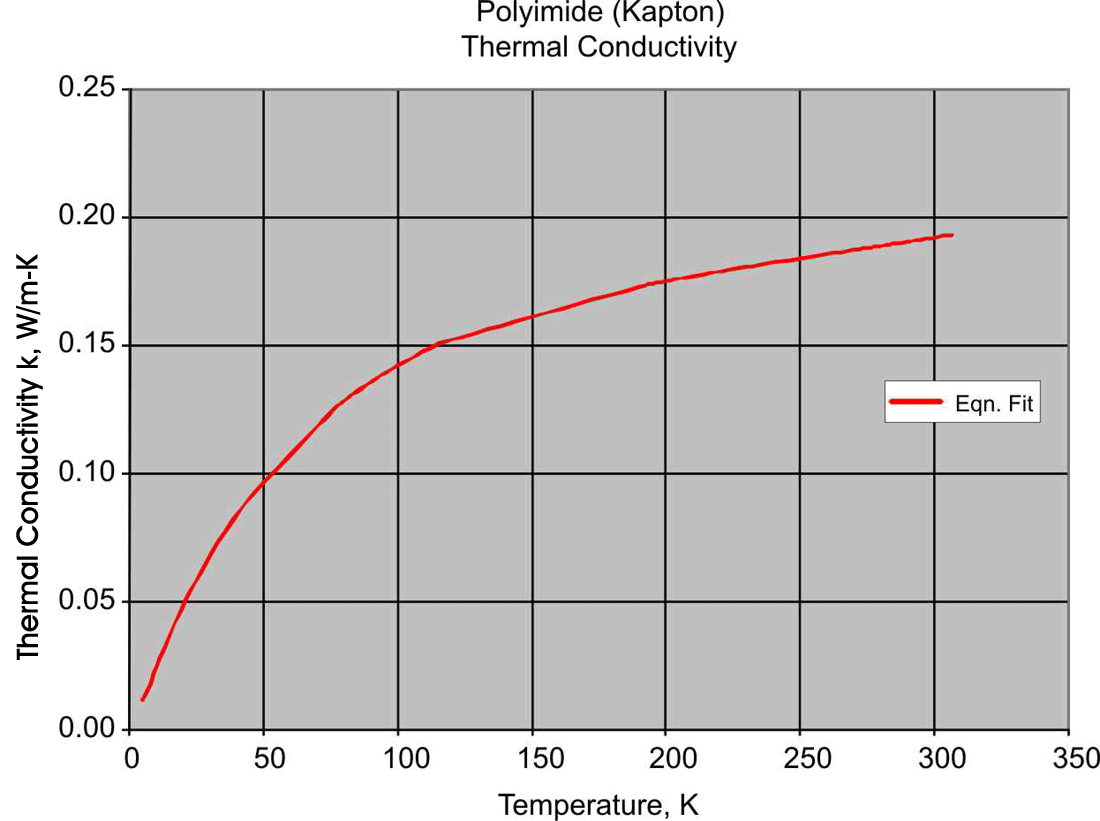 Polyimide (Kapton)
Thermal Conductivity
Thermal Conductivity k, W/m-K
0.25
0.20
0.15
0.10
0.05
0.00
Eqn. Fit
0 50 100 150 200 250 300 350
Temperature, K